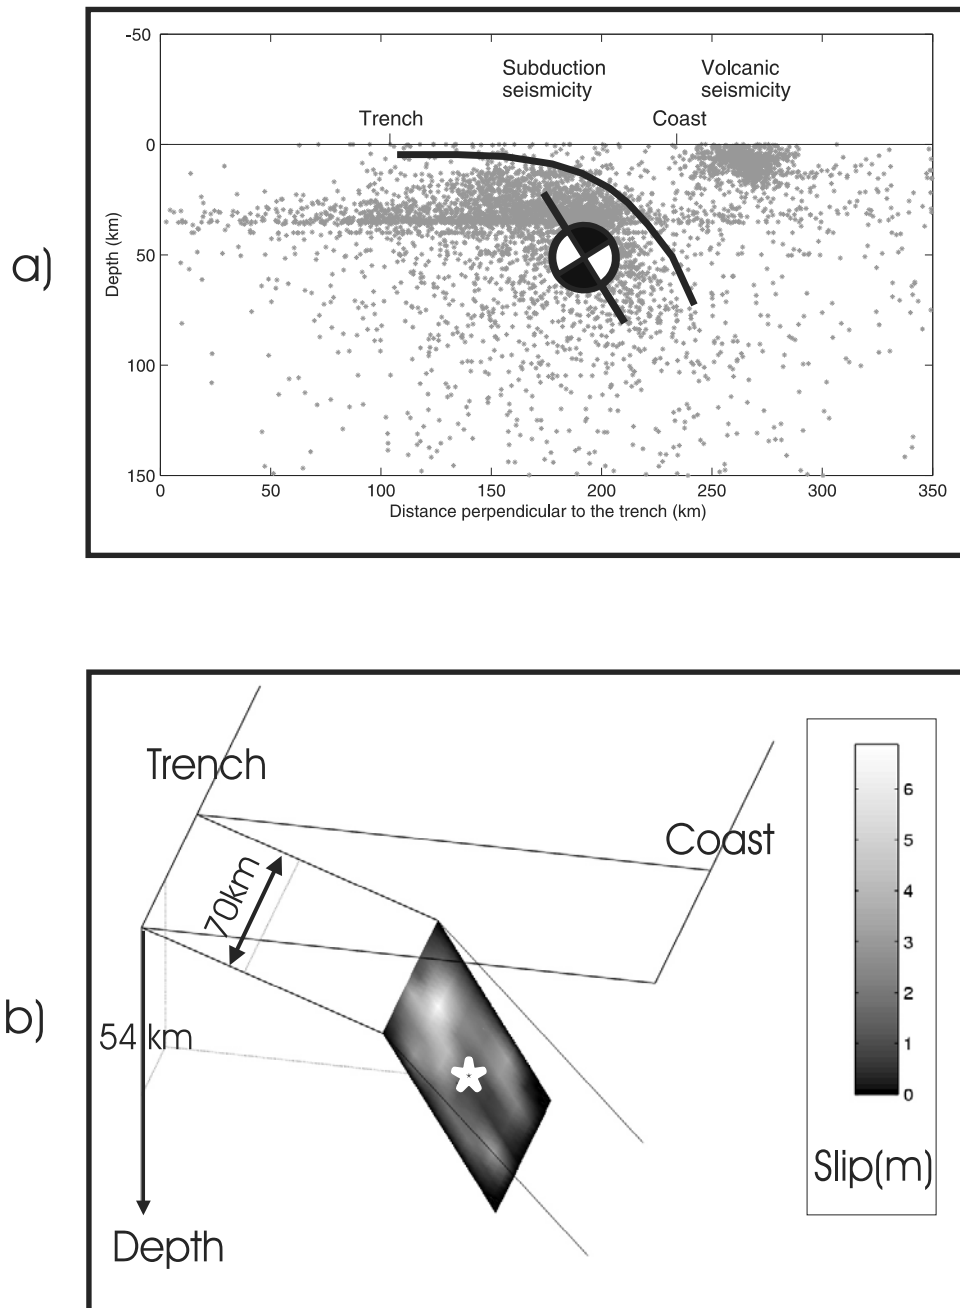 a)
-50
0
50
100
150
Depth (km)
Subduction
seismicity
Volcanic
seismicity
Trench
Coast
0
50
100
150
200
250
300
350
Distance perpendicular to the trench (km)
b)
Trench
Coast
70km
54 km
Depth
6
5
4
3
2
1
0
Slip(m)